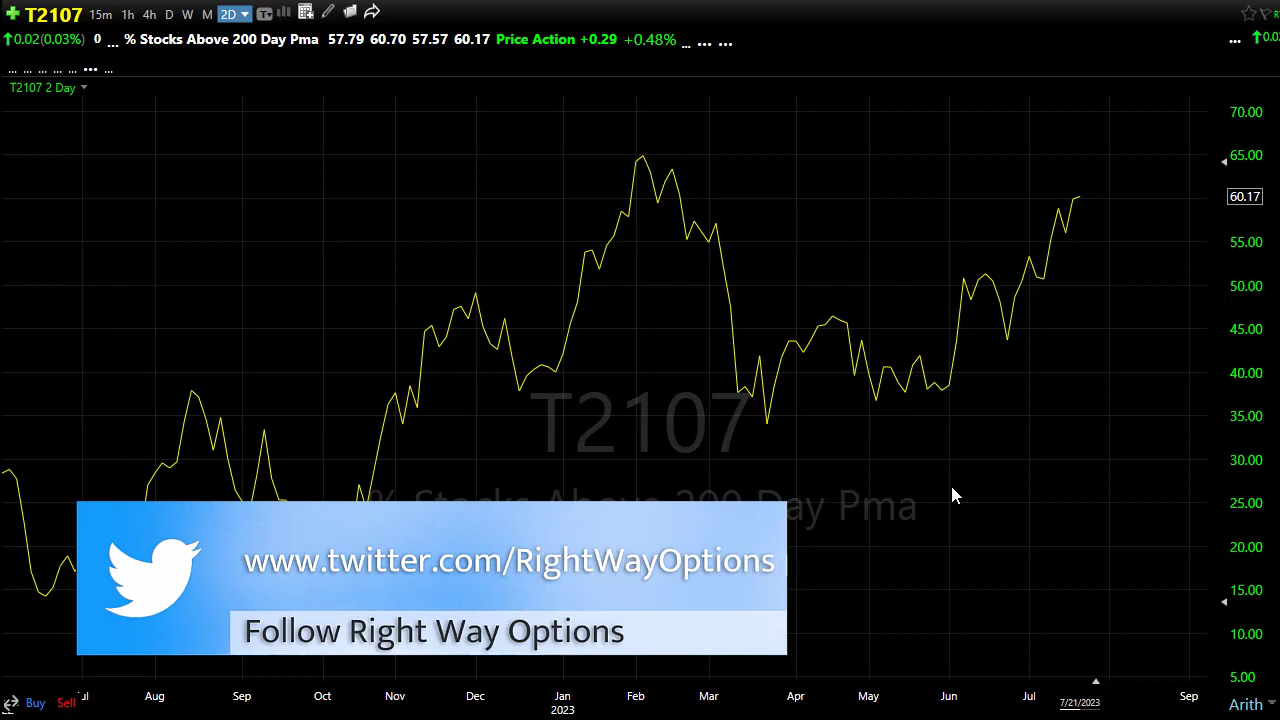 T2107 15m 1h 4h D W M 2D
0.02(0.03%) 0 ... % Stocks Above 200 Day Pma 57.79 60.70 57.57 60.17 Price Action +0.29 +0.48% ... ... ... ...
... ... ... ... ... ... ...
T2107 2 Day
70.00
65.00
60.17
55.00
50.00
45.00
40.00
35.00
30.00
25.00
20.00
15.00
10.00
5.00
T2107
% Stocks Above 200 Day Pma
www.twitter.com/RightWayOptions
Follow Right Way Options
Buy Sell
Aug Sep Oct Nov Dec Jan Feb Mar Apr May Jun Jul Sep
2023 7/21/2023 Arith